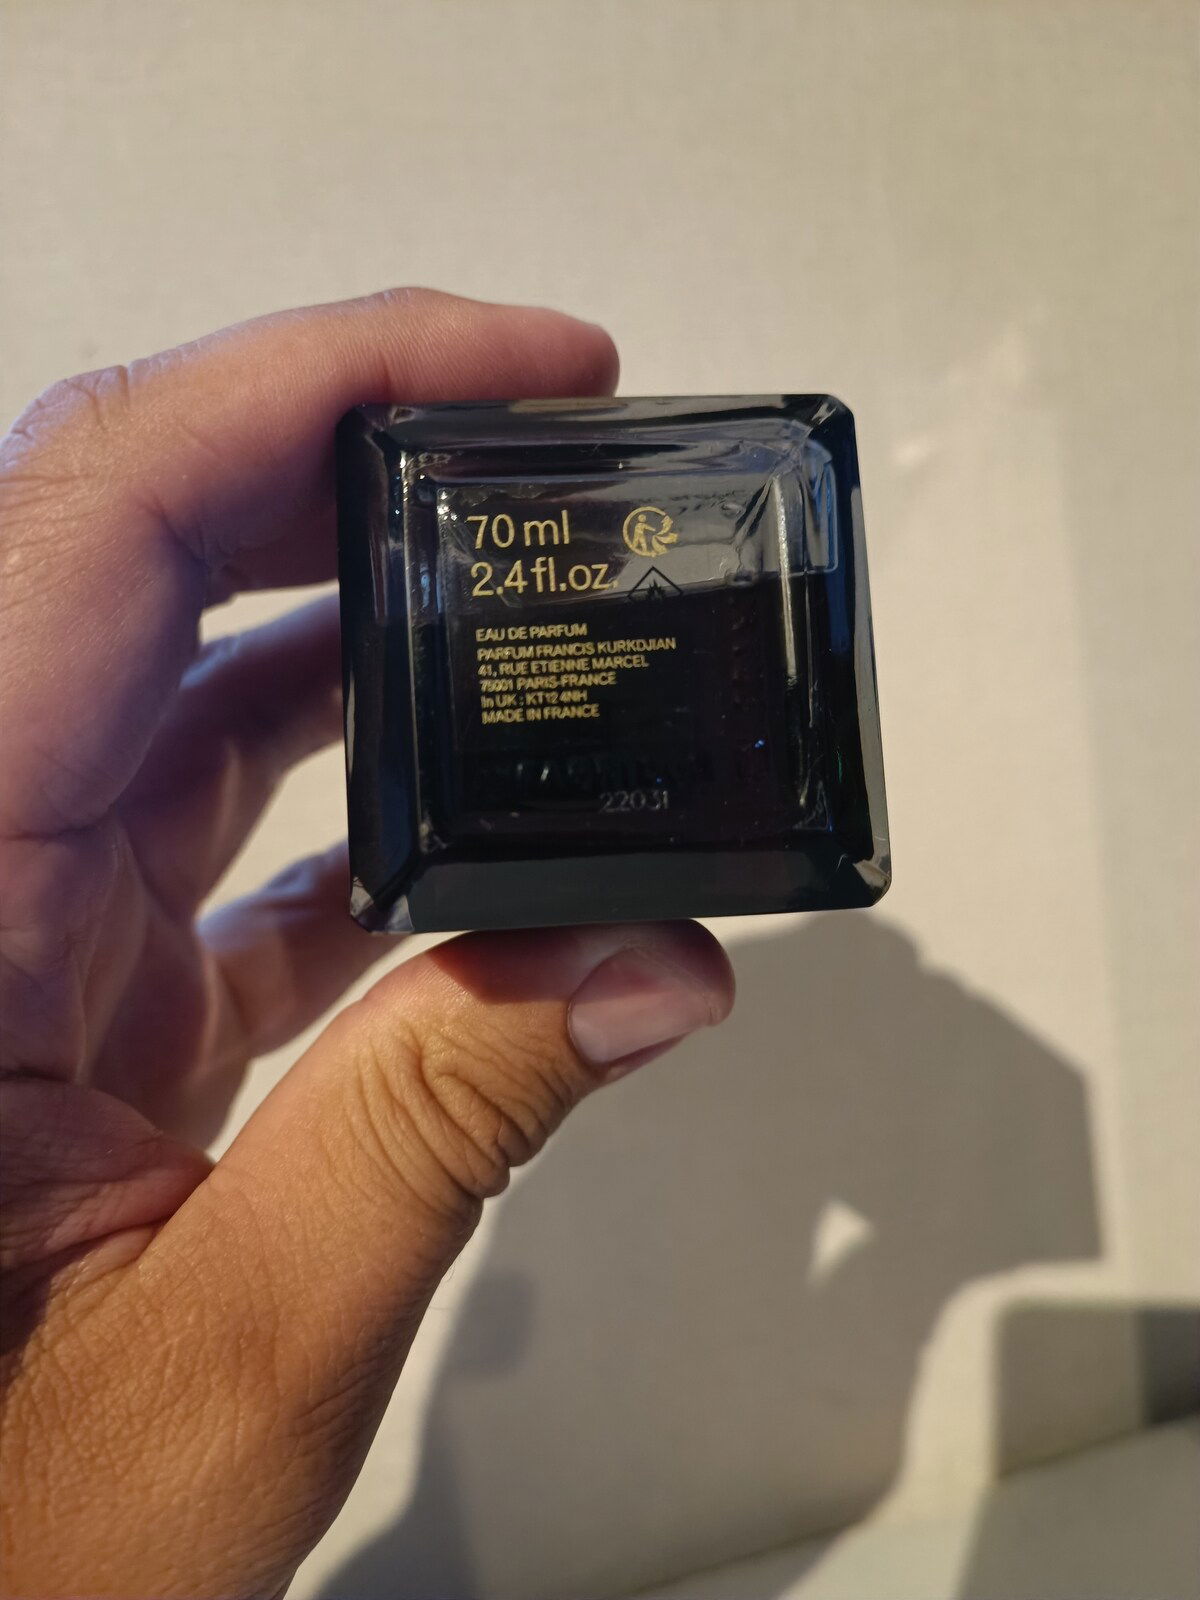 70 ml
2.4 fl.oz.
EAU DE PARFUM
PARFUM FRANCIS KURKDJIAN
41, RUE ETIENNE MARCEL
75001 PARIS-FRANCE
In UK : KT12 4NH
MADE IN FRANCE
22031